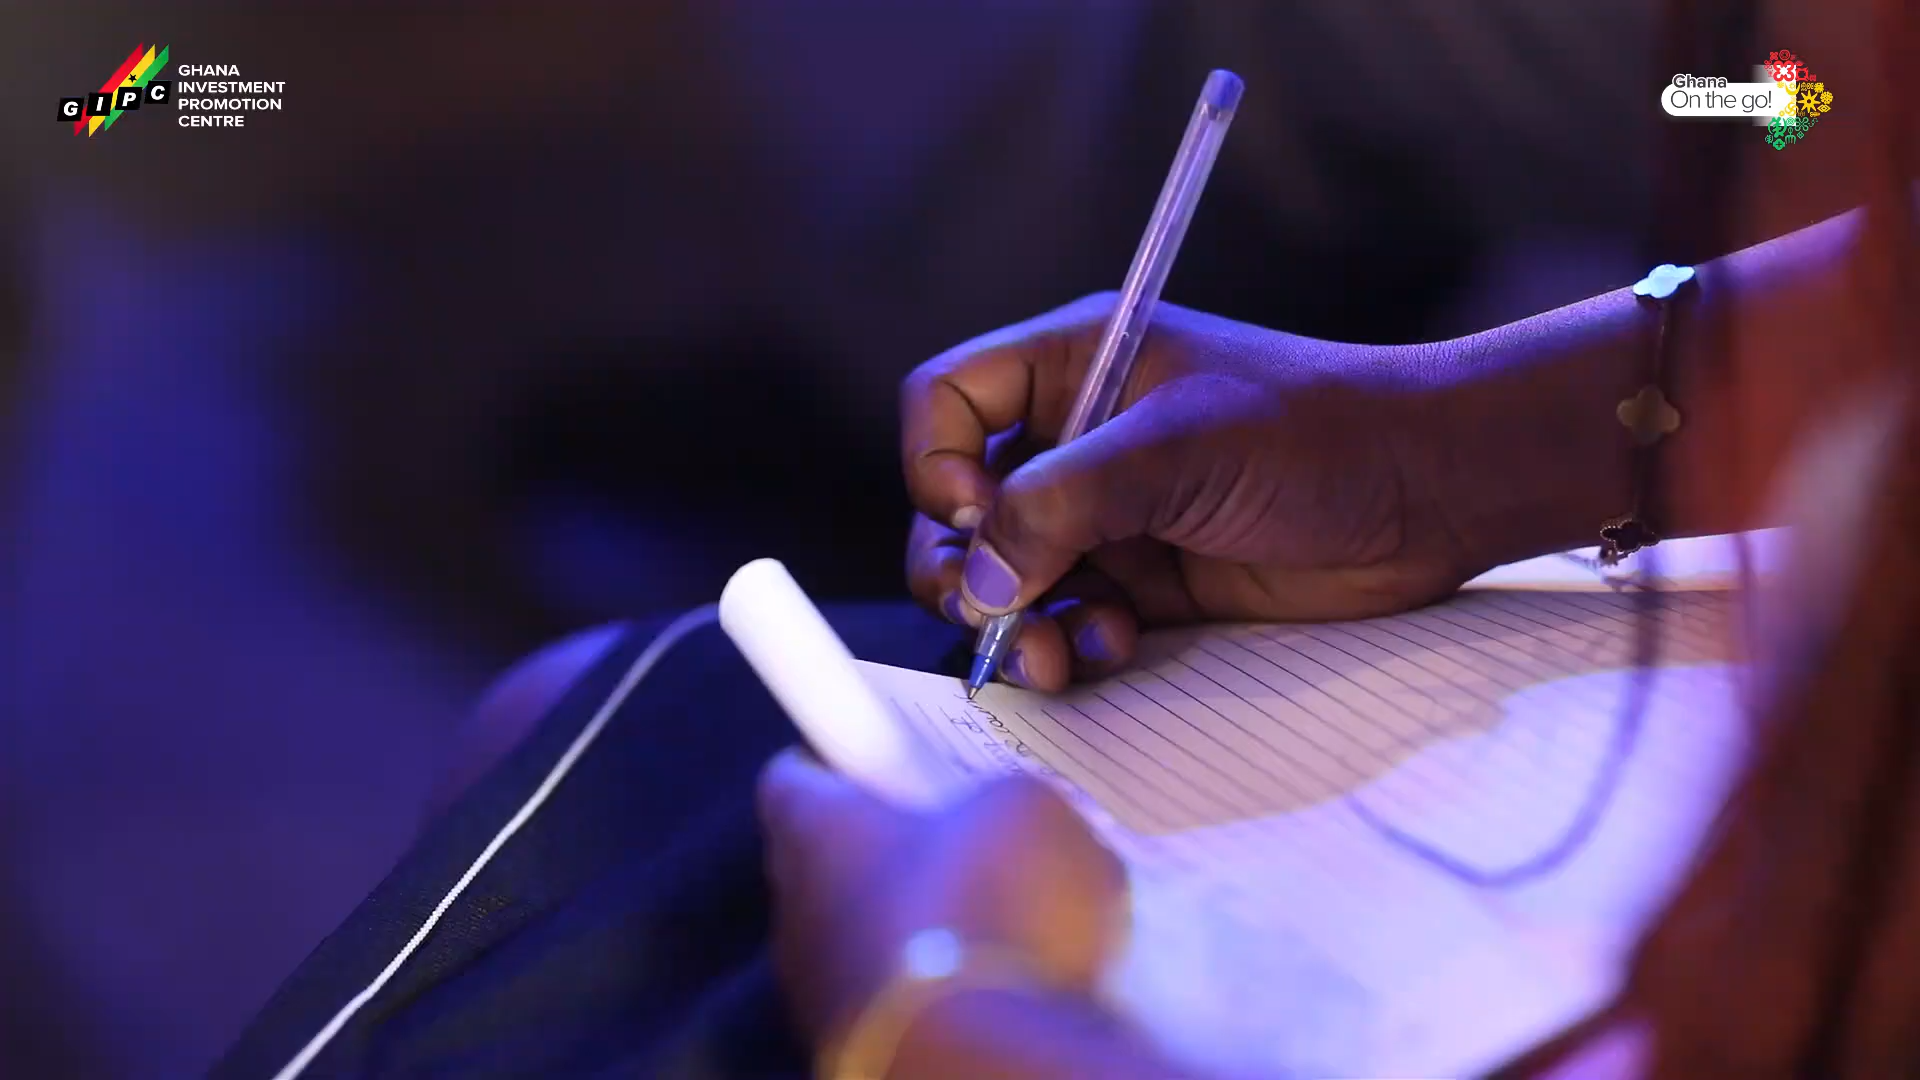 GIPC
GHANA
INVESTMENT
PROMOTION
CENTRE
Ghana
On the go!